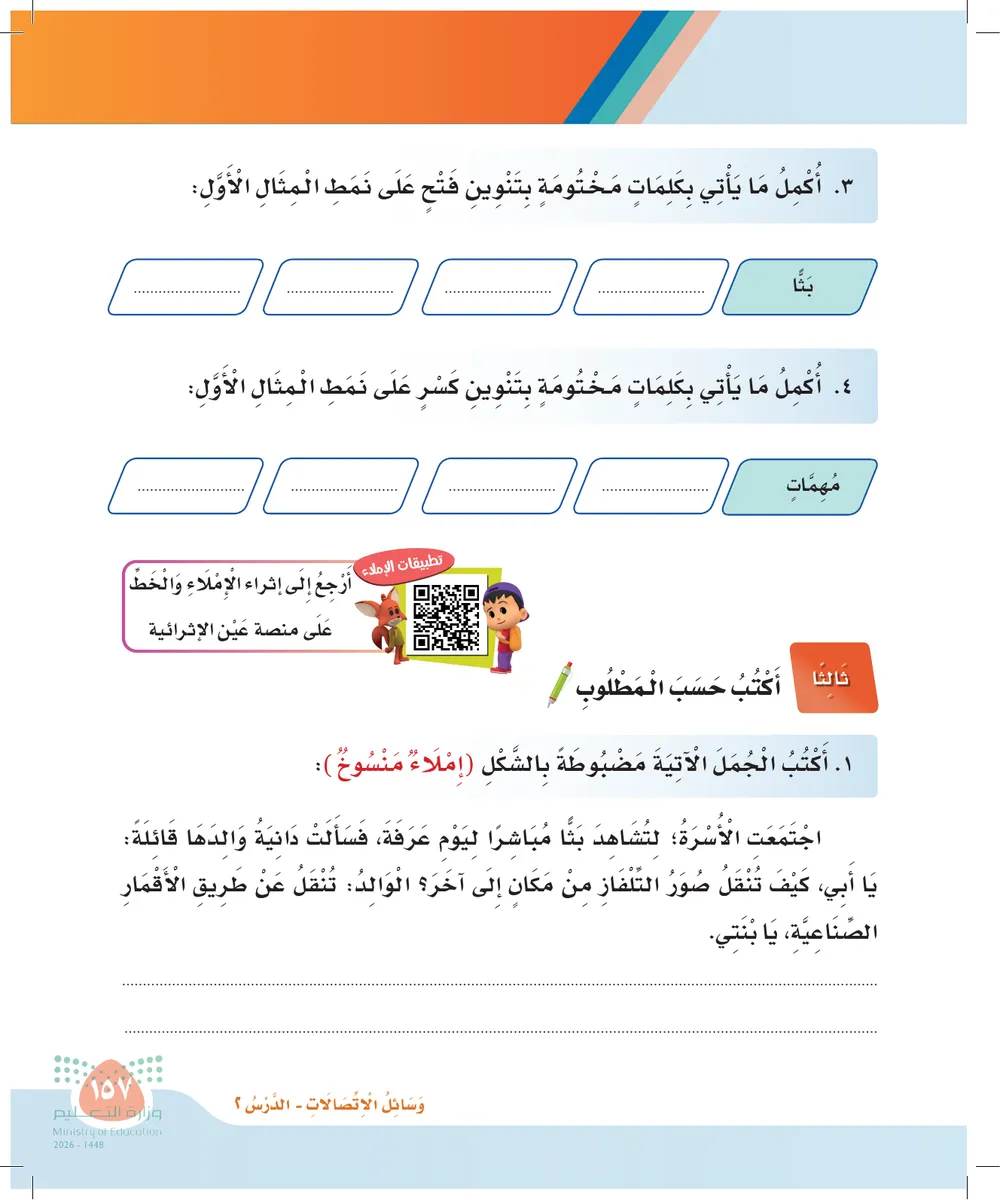 ٣. أُكْمِلُ مَا يَأْتِي بِكَلِمَاتٍ مَخْتُومَةٍ بِتَنْوِينِ فَتْحٍ عَلَى نَمَطِ الْمِثَالِ الْأَوَّلِ:
بَثًّا ........................ ........................ ........................ ........................
٤. أُكْمِلُ مَا يَأْتِي بِكَلِمَاتٍ مَخْتُومَةٍ بِتَنْوِينِ كَسْرٍ عَلَى نَمَطِ الْمِثَالِ الْأَوَّلِ:
مُهِمَّاتٍ ........................ ........................ ........................ ........................
تطبيقات الإملاء
أَرْجِعُ إِلَى إثراء الْإِمْلَاءِ وَالْخَطِّ
عَلَى منصة عَيْن الإثرائية
ثَالِثًا
أَكْتُبُ حَسَبَ الْمَطْلُوبِ
١. أَكْتُبُ الْجُمَلَ الْآتِيَةَ مَضْبُوطَةً بِالشَّكْلِ (إِمْلَاءٌ مَنْسُوخٌ):
اجْتَمَعَت الْأُسْرَةُ؛ لِتُشَاهِدَ بَثًّا مُبَاشِرًا لِيَوْمِ عَرَفَةَ، فَسَأَلَتْ دَانِيَةُ وَالِدَهَا قَائِلَةً:
يَا أَبِي، كَيْفَ تُنْقَلُ صُوَرُ التِّلْفَازِ مِنْ مَكَانٍ إِلَى آخَرَ؟ الْوَالِدُ: تُنْقَلُ عَنْ طَرِيقِ الْأَقْمَارِ
الصِّنَاعِيَّةِ، يَا بْنَتِي.
وَسَائِلُ الْاِتِّصَالَاتِ - الدَّرْسُ ٢
١٥٧
وزارة التعليم
Ministry of Education
2026 - 1448